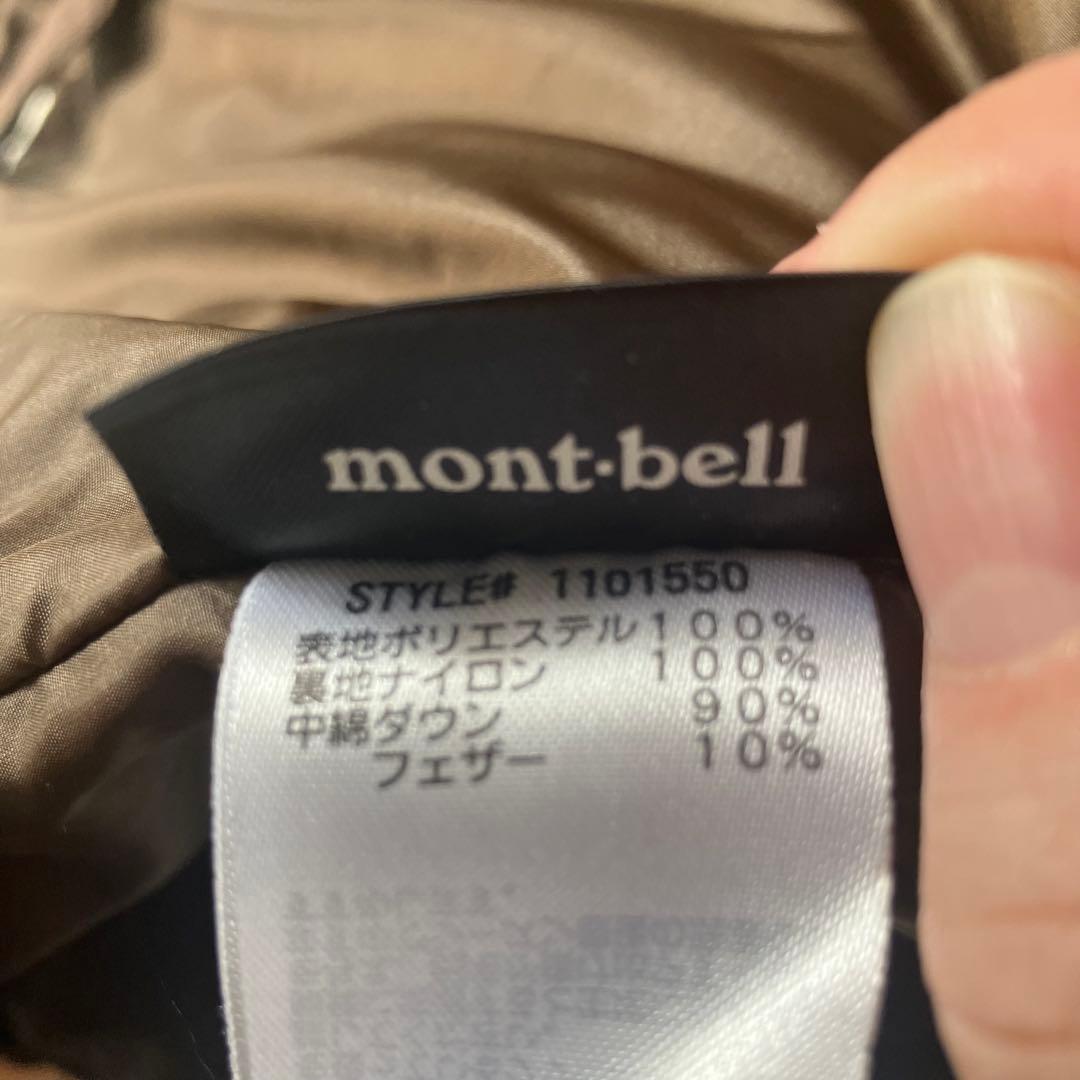 mont-bell
STYLE# 1101550
表地ポリエステル100%
裏地ナイロン 100%
中綿ダウン 90%
フェザー 10%